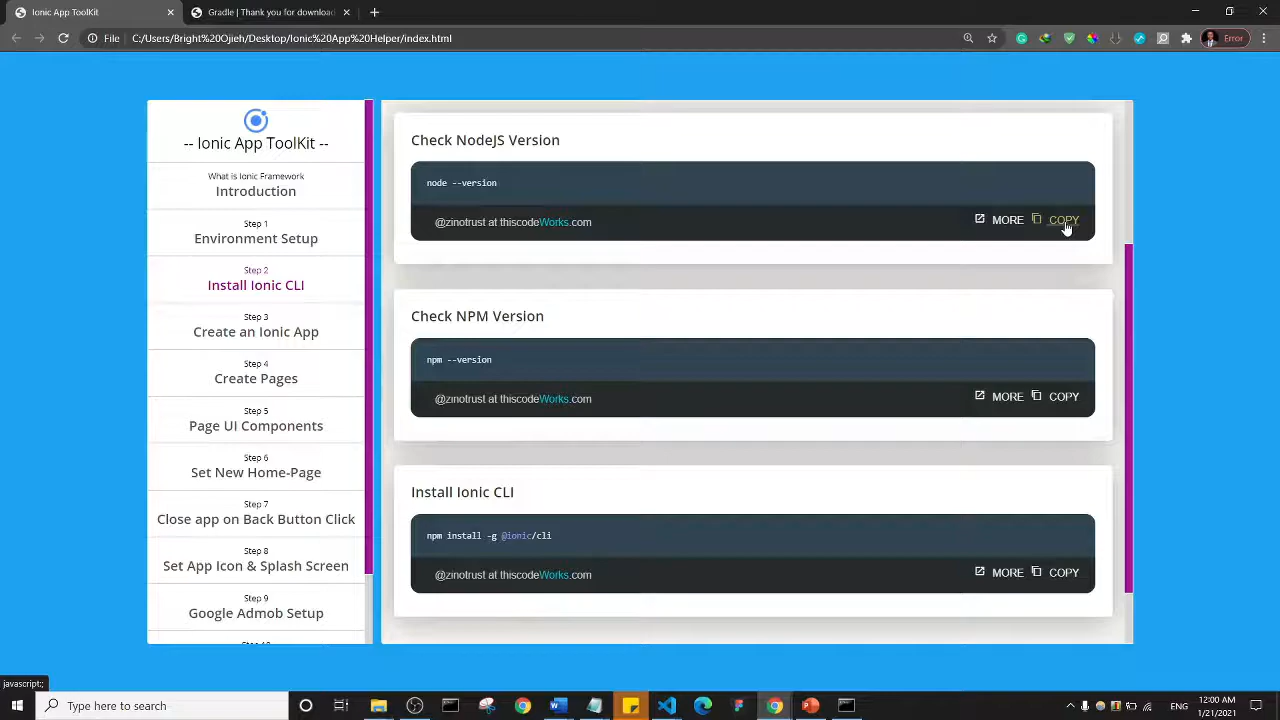 Ionic App ToolKit
Gradle | Thank you for download
File
C:/Users/Bright%20Ojieh/Desktop/Ionic%20App%20Helper/index.html
Error
-- Ionic App ToolKit --
What is Ionic Framework
Introduction
Step 1
Environment Setup
Step 2
Install Ionic CLI
Step 3
Create an Ionic App
Step 4
Create Pages
Step 5
Page UI Components
Step 6
Set New Home-Page
Step 7
Close app on Back Button Click
Step 8
Set App Icon & Splash Screen
Step 9
Google Admob Setup
Check NodeJS Version
node --version
@zinotrust at thiscodeWorks.com
MORE COPY
Check NPM Version
npm --version
@zinotrust at thiscodeWorks.com
MORE COPY
Install Ionic CLI
npm install -g @ionic/cli
@zinotrust at thiscodeWorks.com
MORE COPY
javascript:;
Type here to search
12:00 AM
1/21/2021